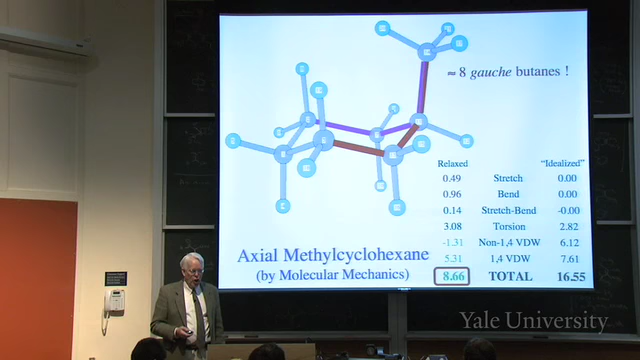 ≈ 8 gauche butanes !
Relaxed "Idealized"
0.49 Stretch 0.00
0.96 Bend 0.00
0.14 Stretch-Bend -0.00
3.08 Torsion 2.82
-1.31 Non-1,4 VDW 6.12
5.31 1,4 VDW 7.61
8.66 TOTAL 16.55
Axial Methylcyclohexane
(by Molecular Mechanics)
Yale University